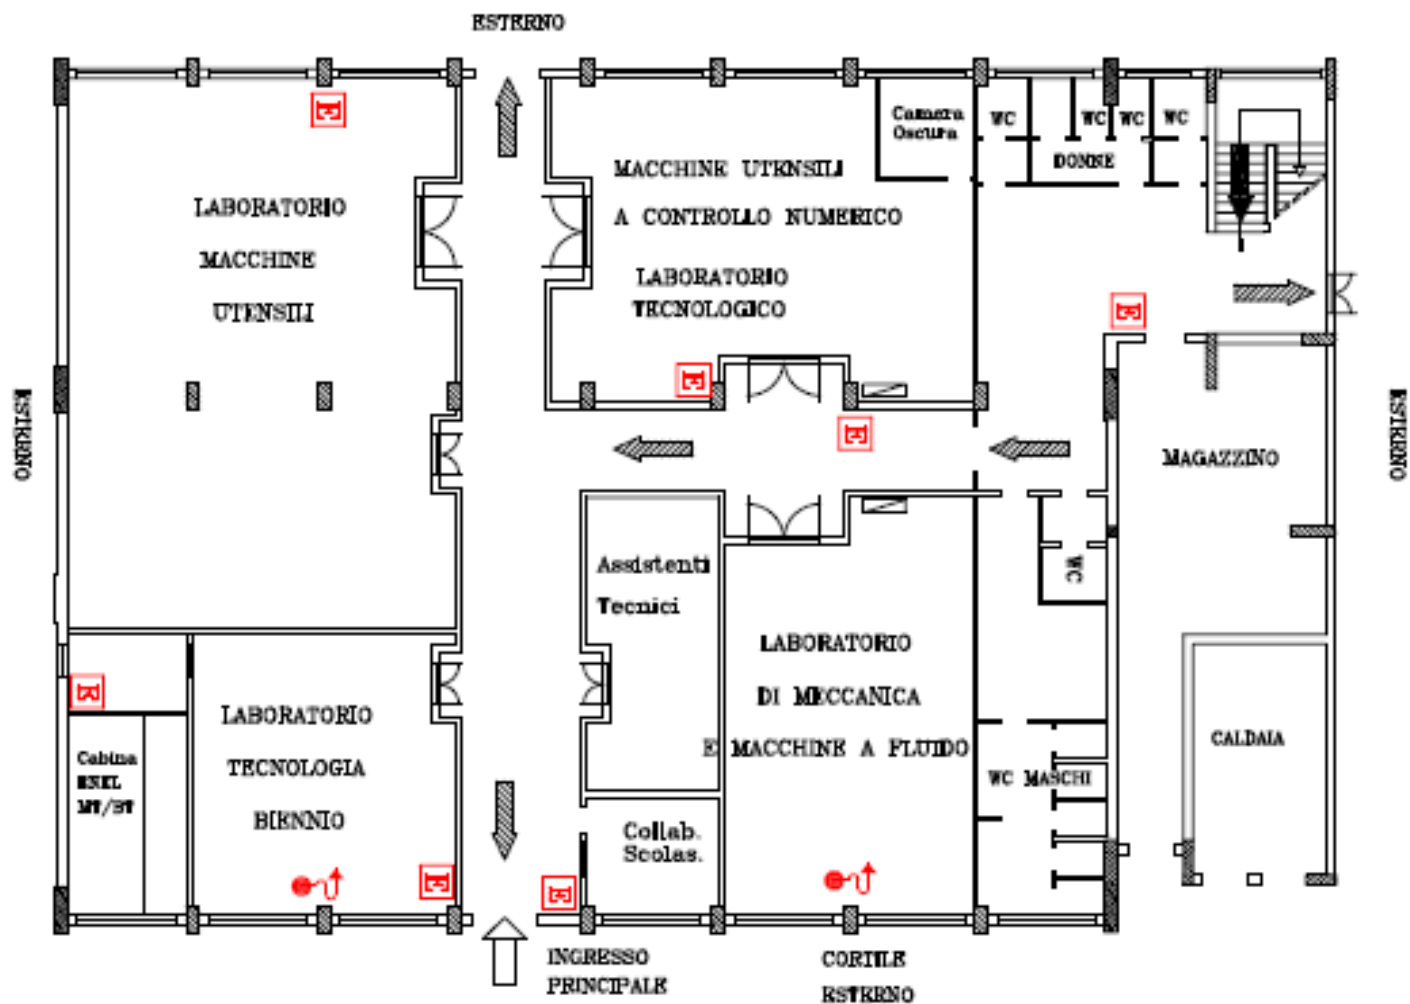 ESTERNO
E
Camera
Oscura
WC
WC
WC
WC
DONNE
MACCHINE UTENSILI
A CONTROLLO NUMERICO
LABORATORIO
TECNOLOGICO
LABORATORIO
MACCHINE
UTENSILI
E
E
E
ESTERNO
ESTERNO
MAGAZZINO
Assistenti
Tecnici
WC
LABORATORIO
DI MECCANICA
E MACCHINE A FLUIDO
E
LABORATORIO
TECNOLOGIA
BIENNIO
Cabina
ENEL
MT/BT
WC MASCHI
CALDAIA
Collab.
Scolas.
E
E
INGRESSO
PRINCIPALE
CORTILE
ESTERNO